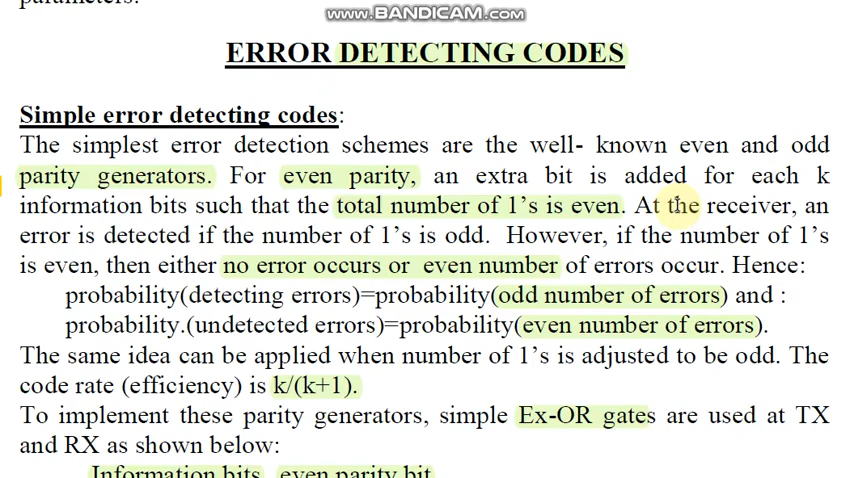 parameters.
www.BANDICAM.com
ERROR DETECTING CODES
Simple error detecting codes:
The simplest error detection schemes are the well- known even and odd
parity generators. For even parity, an extra bit is added for each k
information bits such that the total number of 1’s is even. At the receiver, an
error is detected if the number of 1’s is odd. However, if the number of 1’s
is even, then either no error occurs or even number of errors occur. Hence:
probability(detecting errors)=probability(odd number of errors) and :
probability.(undetected errors)=probability(even number of errors).
The same idea can be applied when number of 1’s is adjusted to be odd. The
code rate (efficiency) is k/(k+1).
To implement these parity generators, simple Ex-OR gates are used at TX
and RX as shown below:
Information bits even parity bit